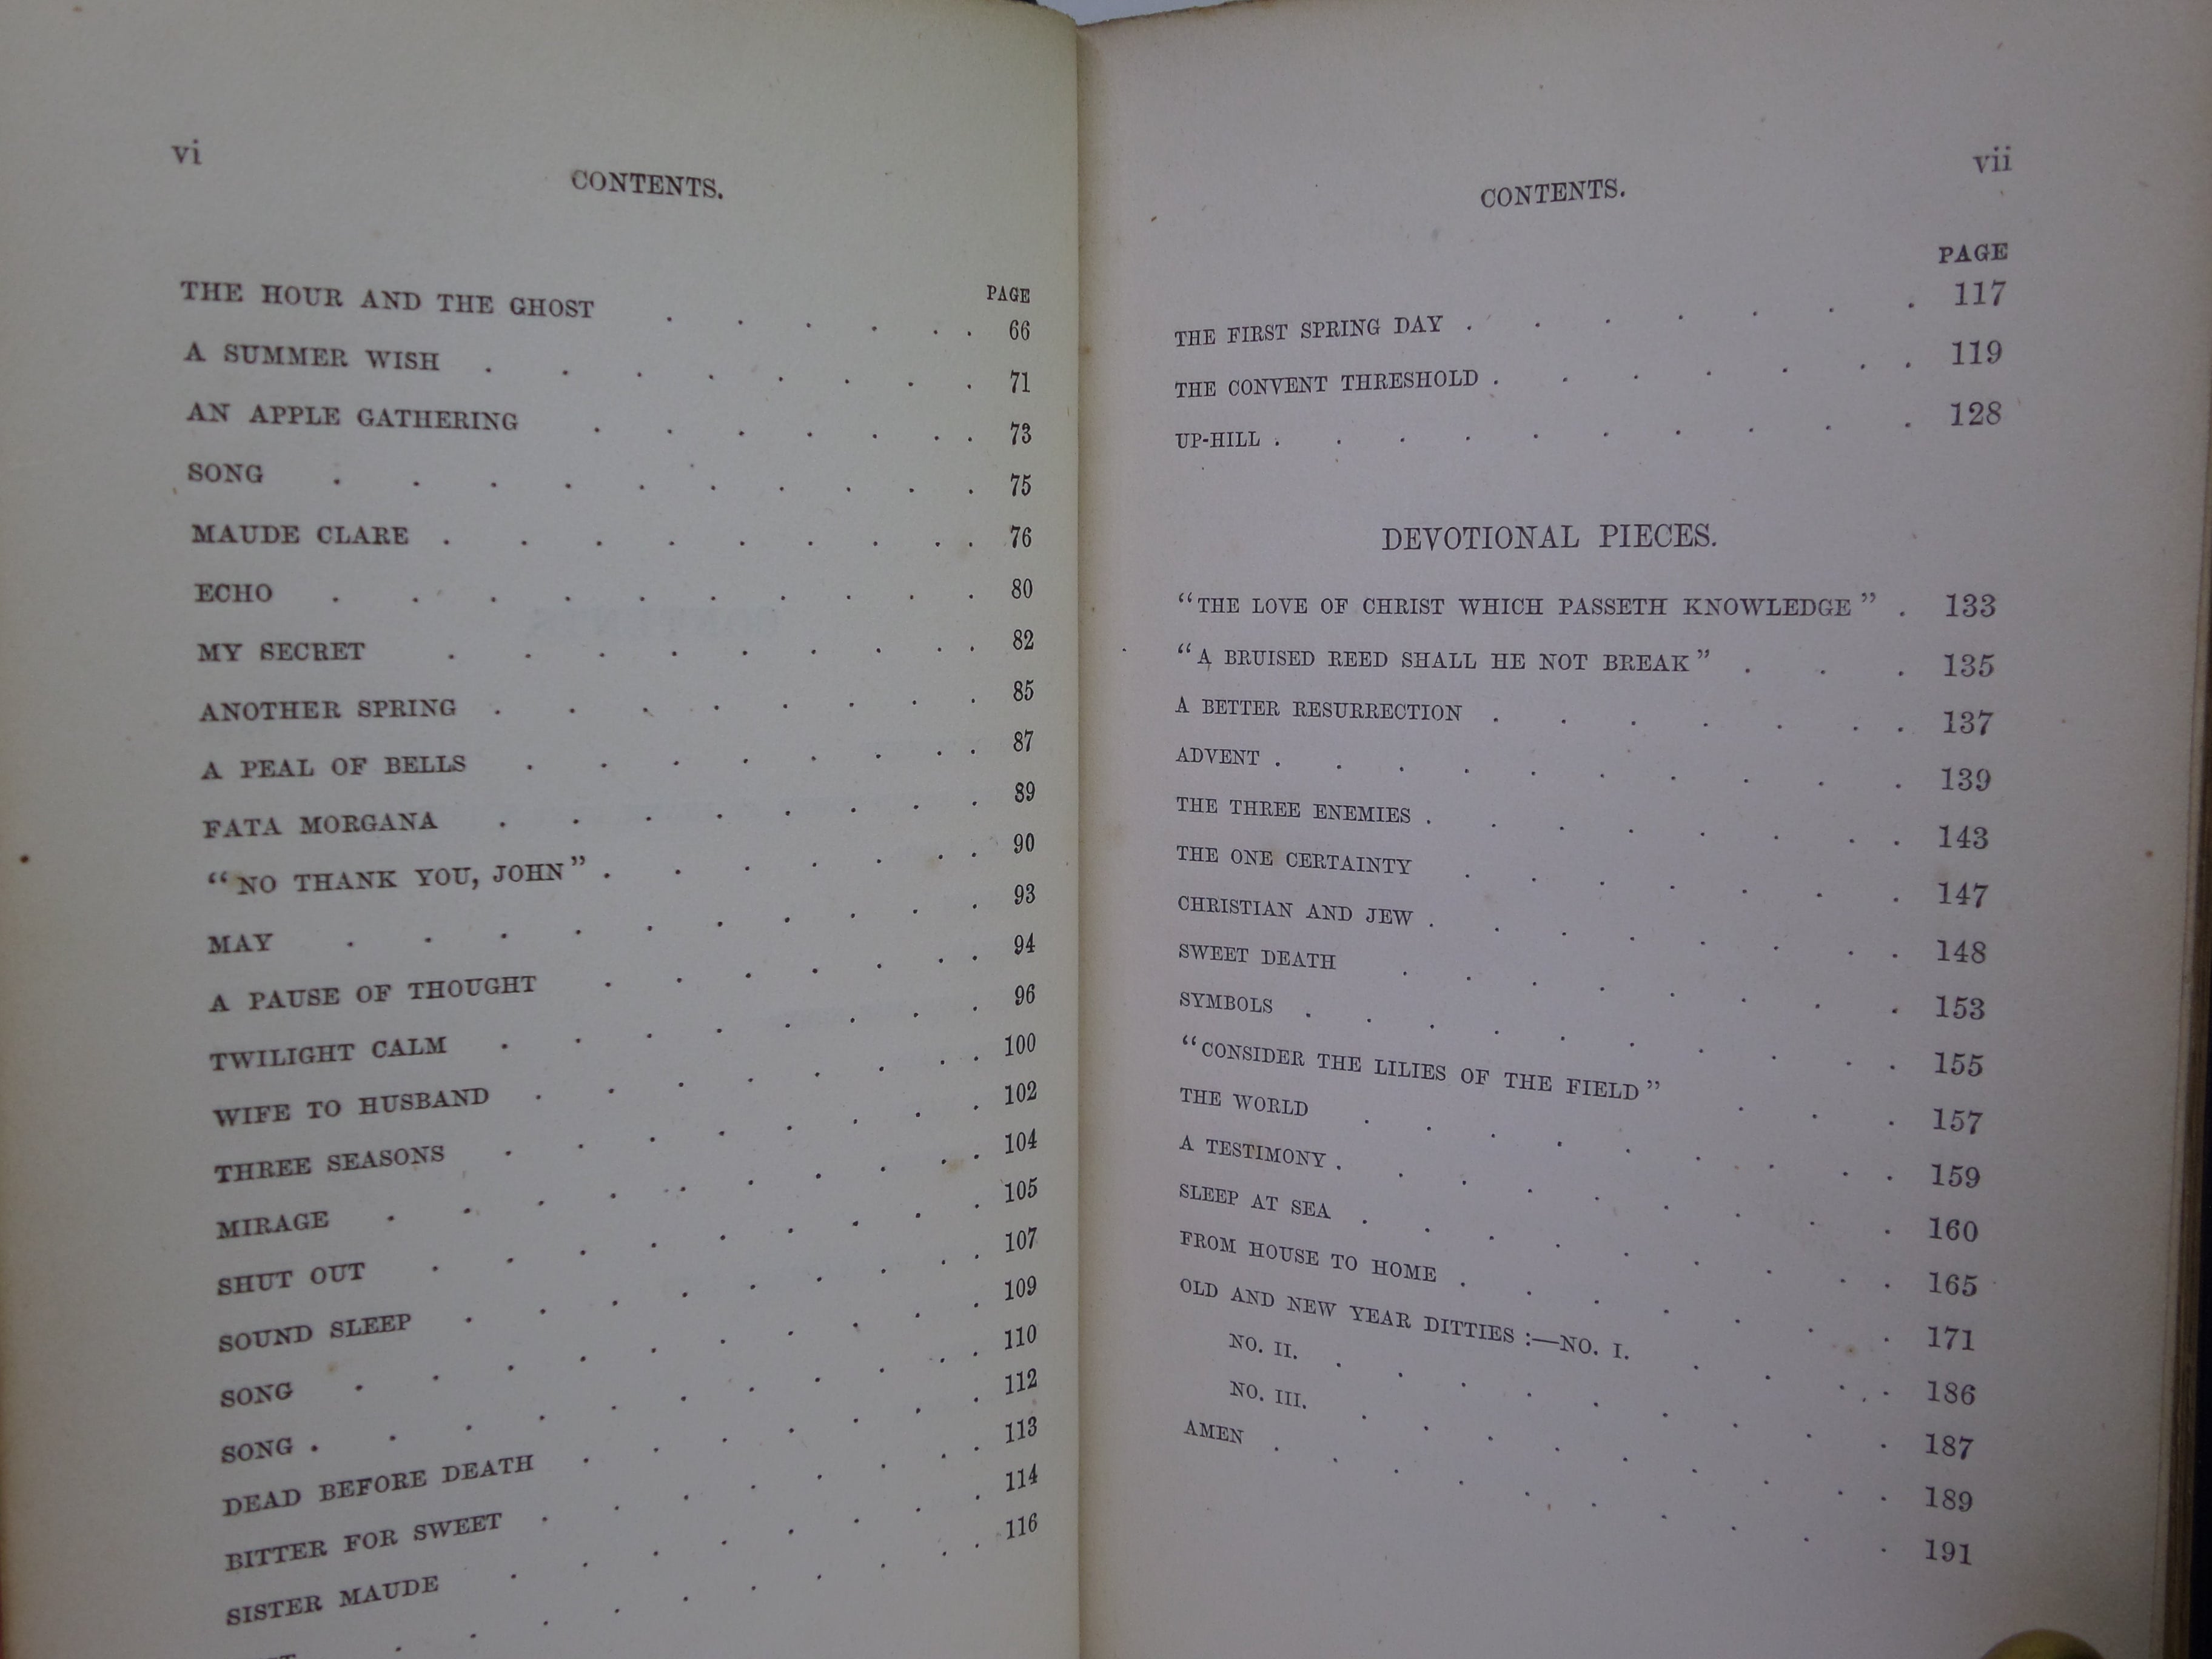 vi
CONTENTS.
PAGE
THE HOUR AND THE GHOST . . . . . . 66
A SUMMER WISH . . . . . . . . 71
AN APPLE GATHERING . . . . . . . 73
SONG . . . . . . . . . . 75
MAUDE CLARE . . . . . . . . . 76
ECHO . . . . . . . . . . 80
MY SECRET . . . . . . . . . 82
ANOTHER SPRING . . . . . . . . 85
A PEAL OF BELLS . . . . . . . . 87
FATA MORGANA . . . . . . . . 89
“NO THANK YOU, JOHN” . . . . . . . 90
MAY . . . . . . . . . . 93
A PAUSE OF THOUGHT . . . . . . . 94
TWILIGHT CALM . . . . . . . . 96
WIFE TO HUSBAND . . . . . . . . 100
THREE SEASONS . . . . . . . . 102
MIRAGE . . . . . . . . . . 104
SHUT OUT . . . . . . . . . 105
SOUND SLEEP . . . . . . . . . 107
SONG . . . . . . . . . . 109
SONG . . . . . . . . . . 110
DEAD BEFORE DEATH . . . . . . . 112
BITTER FOR SWEET . . . . . . . . 113
SISTER MAUDE . . . . . . . . 114
. . . . . . . . . . 116
vii
CONTENTS.
PAGE
THE FIRST SPRING DAY . . . . . . . 117
THE CONVENT THRESHOLD . . . . . . . 119
UP-HILL . . . . . . . . . . 128
DEVOTIONAL PIECES.
“THE LOVE OF CHRIST WHICH PASSETH KNOWLEDGE” . 133
“A BRUISED REED SHALL HE NOT BREAK” . . . 135
A BETTER RESURRECTION . . . . . . . 137
ADVENT . . . . . . . . . . 139
THE THREE ENEMIES . . . . . . . . 143
THE ONE CERTAINTY . . . . . . . 147
CHRISTIAN AND JEW . . . . . . . . 148
SWEET DEATH . . . . . . . . 153
SYMBOLS . . . . . . . . . . 155
“CONSIDER THE LILIES OF THE FIELD” . . . 157
THE WORLD . . . . . . . . . 159
A TESTIMONY . . . . . . . . . 160
SLEEP AT SEA . . . . . . . . . 165
FROM HOUSE TO HOME . . . . . . . 171
OLD AND NEW YEAR DITTIES :—NO. I. . . . . 186
NO. II. . . . . . . . . 187
NO. III. . . . . . . . . 189
AMEN . . . . . . . . . . 191